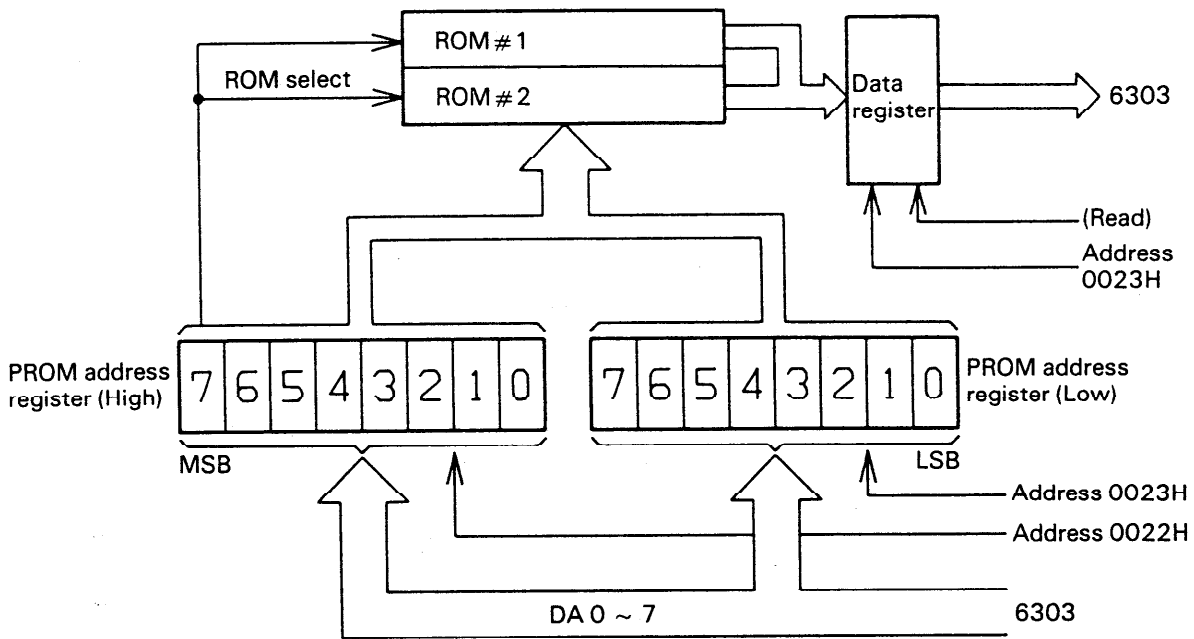 ROM#1
ROM select
ROM#2
Data
register
6303
(Read)
Address
0023H
PROM address
register (High)
7 6 5 4 3 2 1 0
7 6 5 4 3 2 1 0
PROM address
register (Low)
MSB
LSB
Address 0023H
Address 0022H
DA 0 ~ 7
6303